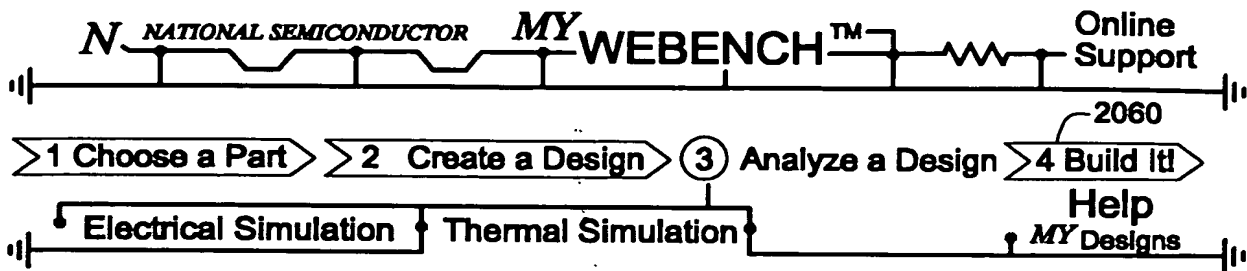 N NATIONAL SEMICONDUCTOR MY WEBENCH™ Online Support
2060
1 Choose a Part 2 Create a Design 3 Analyze a Design 4 Build It!
Electrical Simulation Thermal Simulation Help
MY Designs